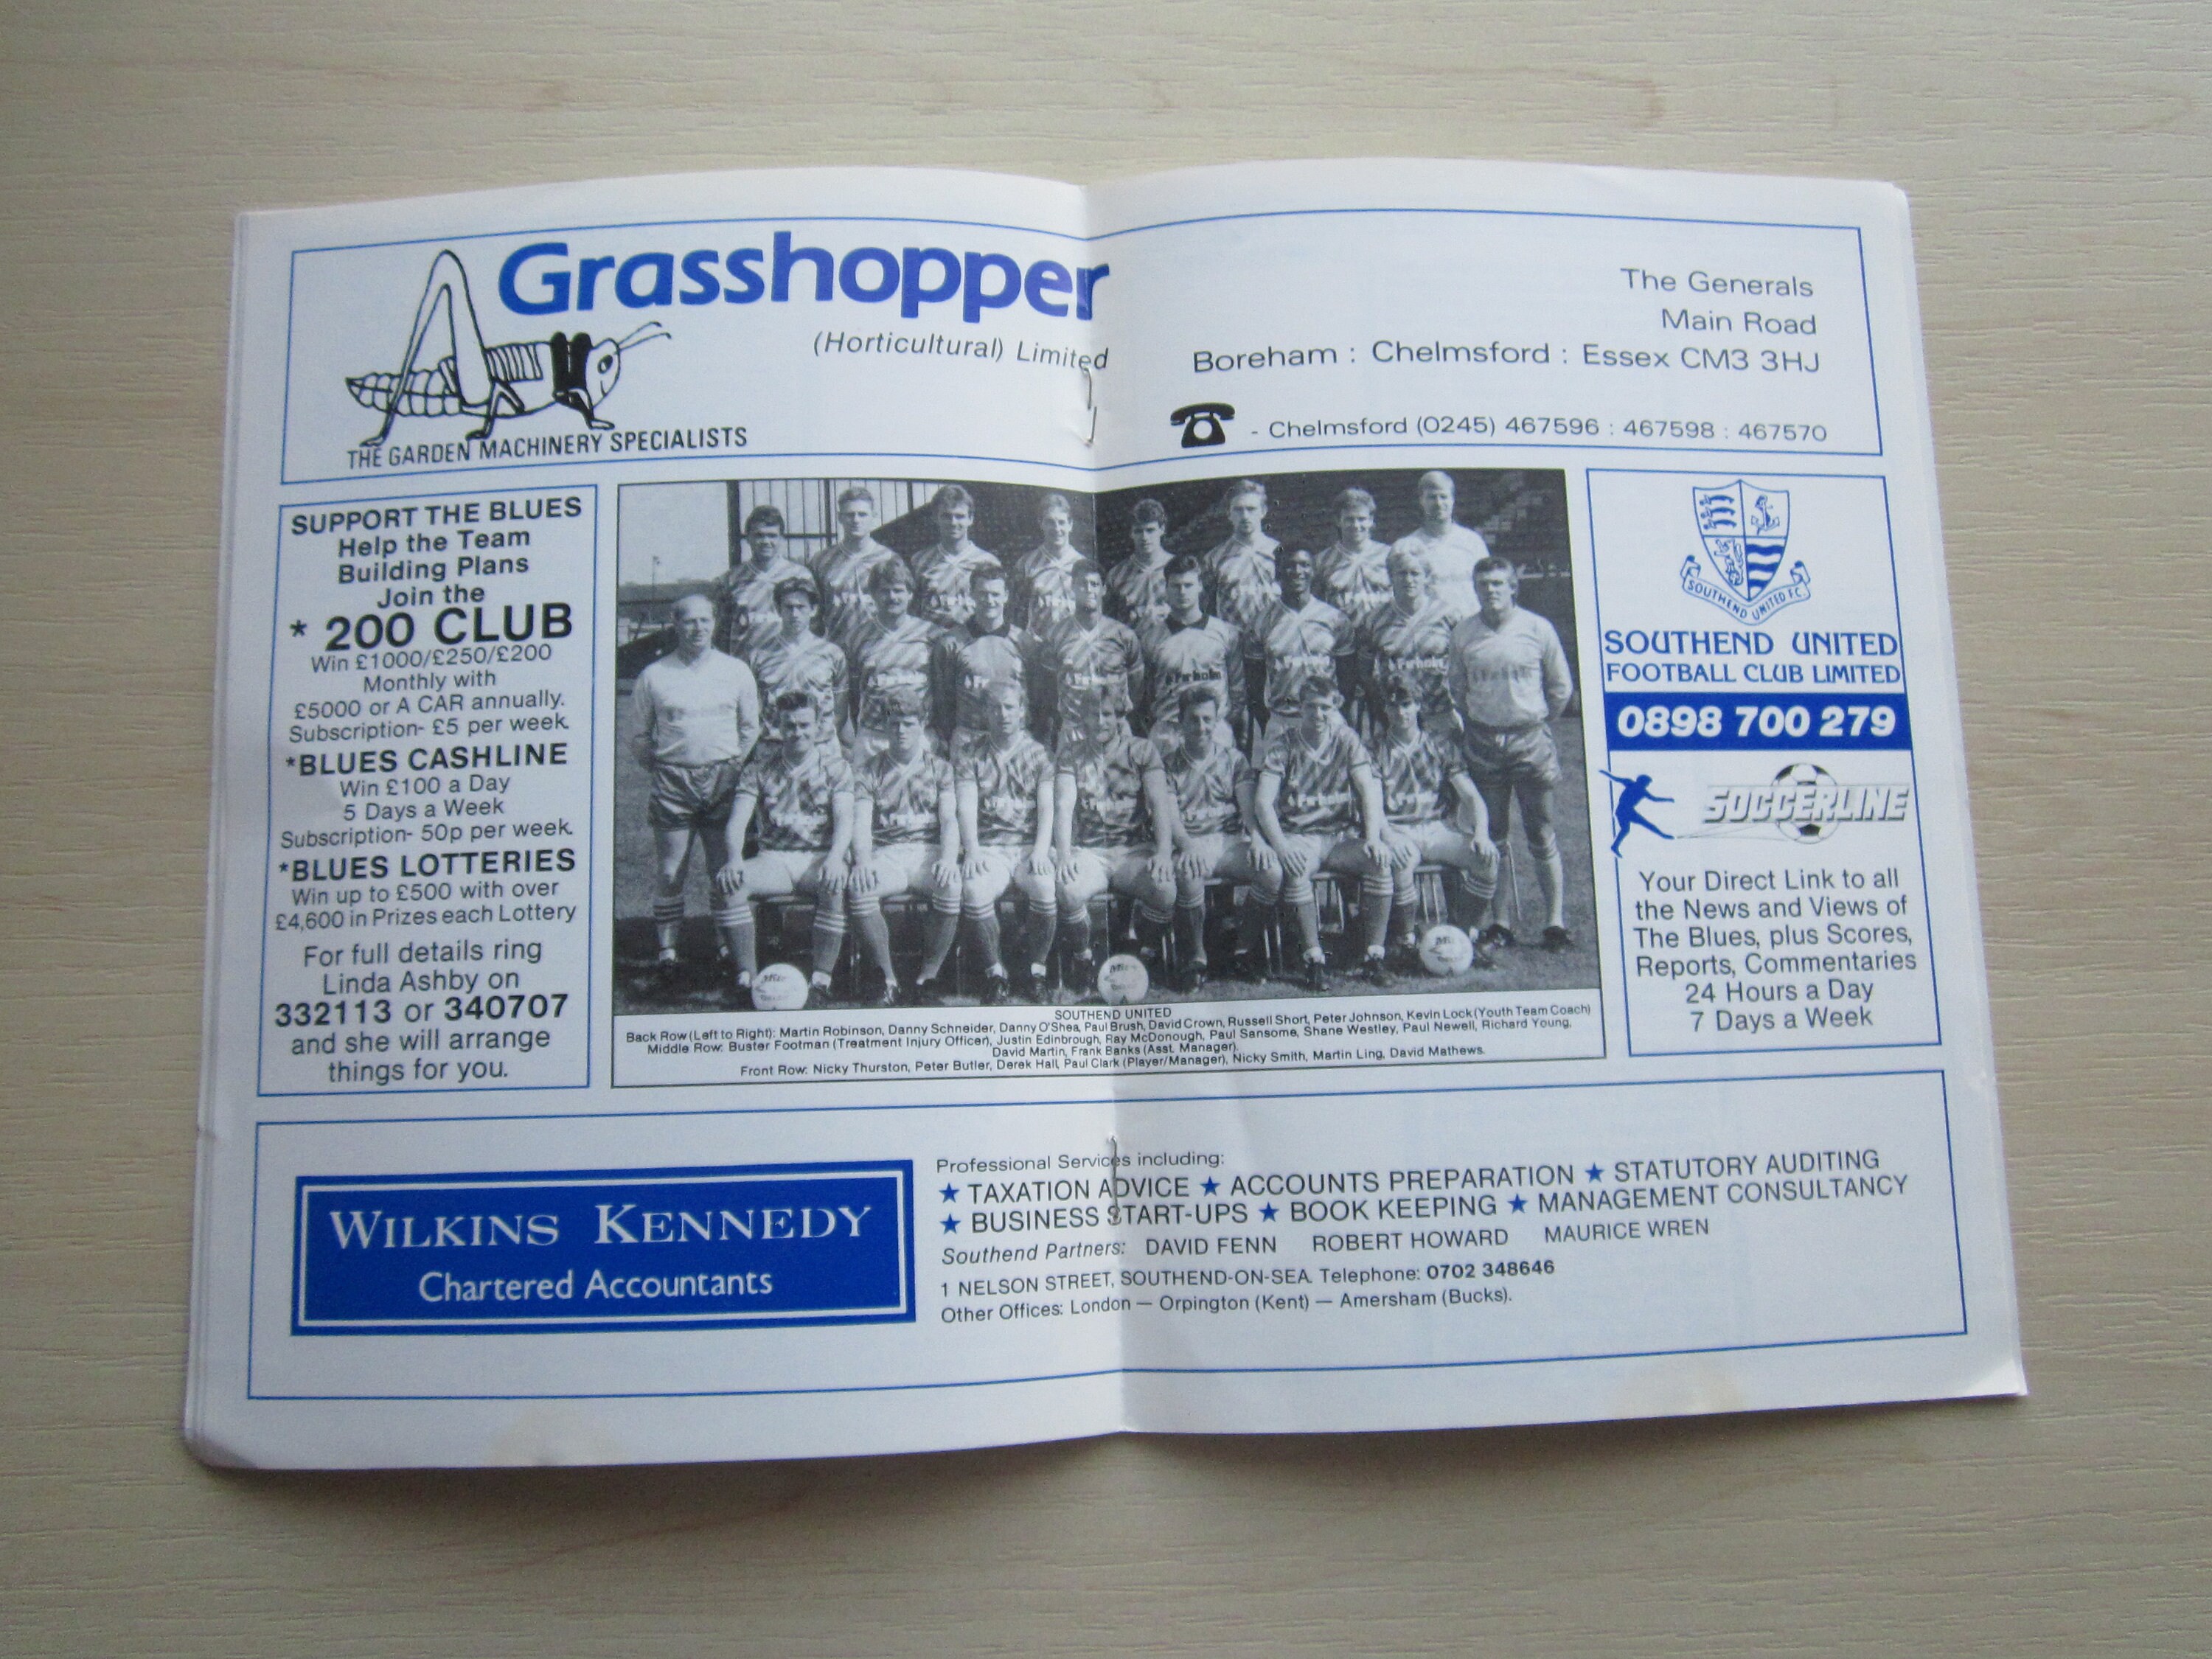 Grasshopper
(Horticultural) Limited
THE GARDEN MACHINERY SPECIALISTS
The Generals
Main Road
Boreham : Chelmsford : Essex CM3 3HJ
- Chelmsford (0245) 467596 : 467598 : 467570
SUPPORT THE BLUES
Help the Team
Building Plans
Join the
* 200 CLUB
Win £1000/£250/£200
Monthly with
£5000 or A CAR annually.
Subscription- £5 per week.
*BLUES CASHLINE
Win £100 a Day
5 Days a Week
Subscription- 50p per week.
*BLUES LOTTERIES
Win up to £500 with over
£4,600 in Prizes each Lottery
For full details ring
Linda Ashby on
332113 or 340707
and she will arrange
things for you.
SOUTHEND UNITED
Back Row (Left to Right): Martin Robinson, Danny Schneider, Danny O'Shea, Paul Brush, David Crown, Russell Short, Peter Johnson, Kevin Lock (Youth Team Coach)
Middle Row: Buster Footman (Treatment Injury Officer), Justin Edinbrough, Ray McDonough, Paul Sansome, Shane Westley, Paul Newell, Richard Young,
David Martin, Frank Banks (Asst. Manager).
Front Row: Nicky Thurston, Peter Butler, Derek Hall, Paul Clark (Player/Manager), Nicky Smith, Martin Ling, David Mathews.
SOUTHEND UNITED F.C.
SOUTHEND UNITED
FOOTBALL CLUB LIMITED
0898 700 279
SOCCERLINE
Your Direct Link to all
the News and Views of
The Blues, plus Scores,
Reports, Commentaries
24 Hours a Day
7 Days a Week
WILKINS KENNEDY
Chartered Accountants
Professional Services including:
★ TAXATION ADVICE ★ ACCOUNTS PREPARATION ★ STATUTORY AUDITING
★ BUSINESS START-UPS ★ BOOK KEEPING ★ MANAGEMENT CONSULTANCY
Southend Partners: DAVID FENN ROBERT HOWARD MAURICE WREN
1 NELSON STREET, SOUTHEND-ON-SEA. Telephone: 0702 348646
Other Offices: London — Orpington (Kent) — Amersham (Bucks).